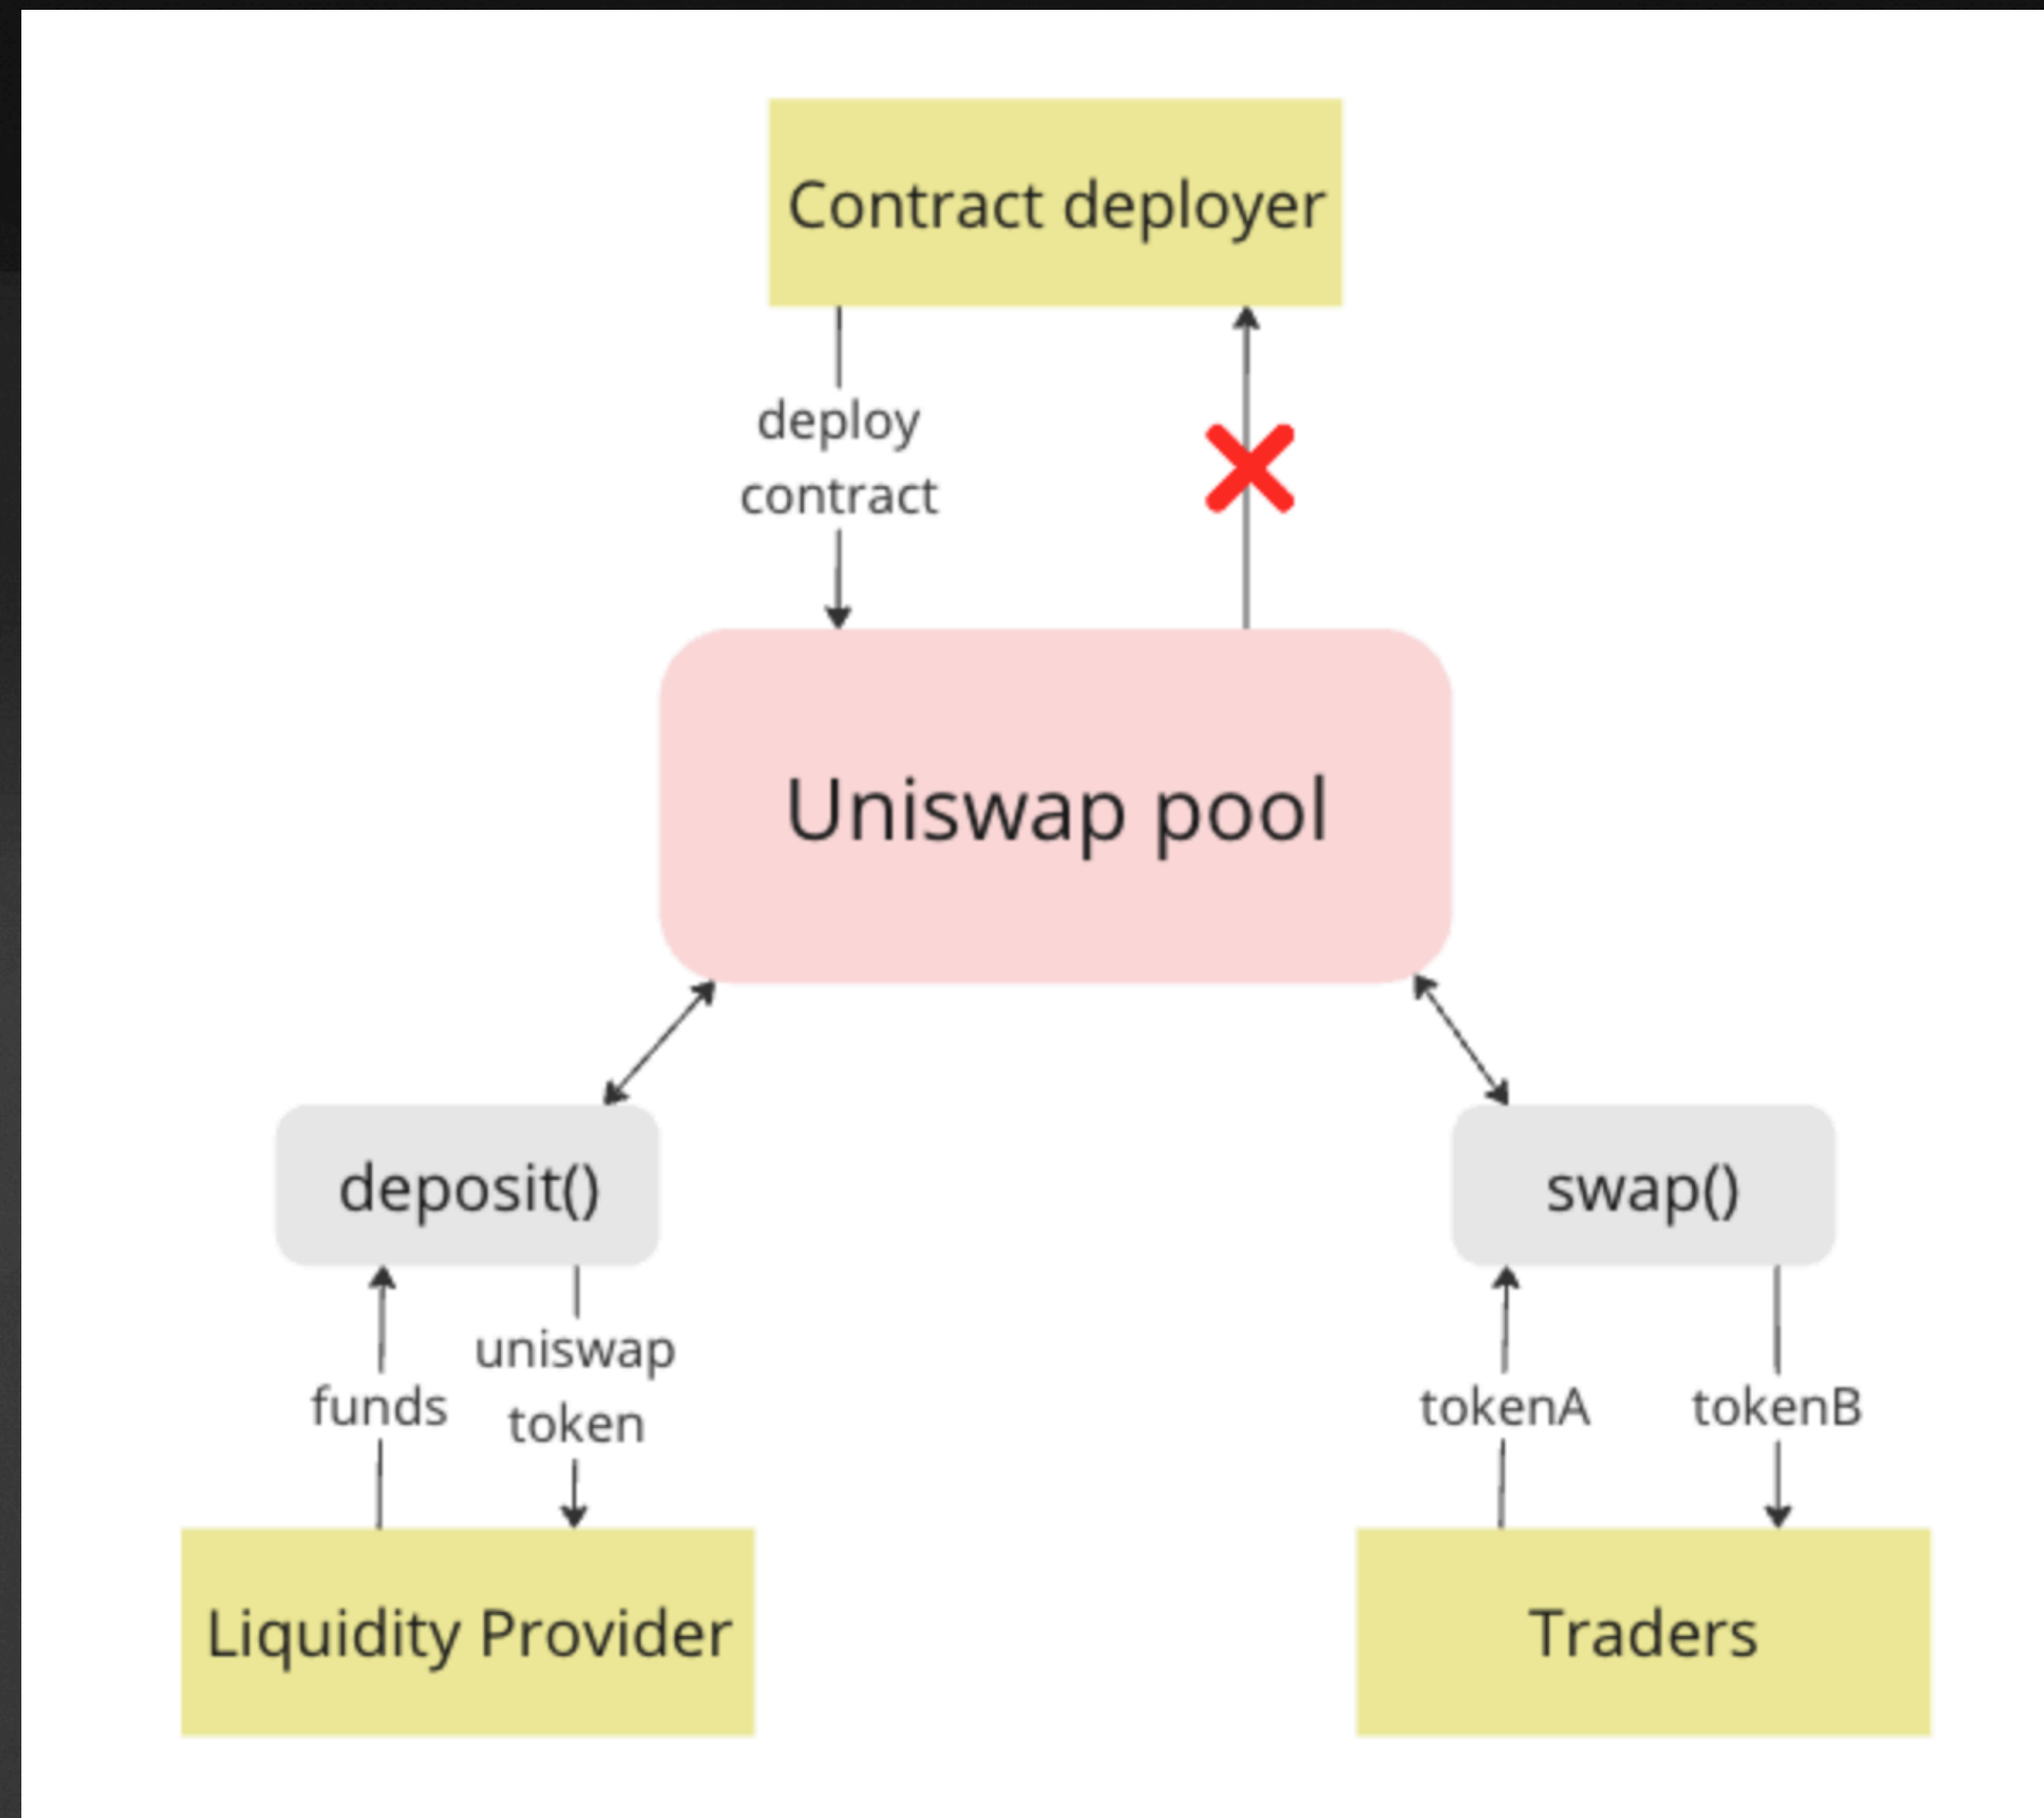 Contract deployer
deploy
contract
Uniswap pool
deposit()
swap()
funds
uniswap
token
tokenA
tokenB
Liquidity Provider
Traders